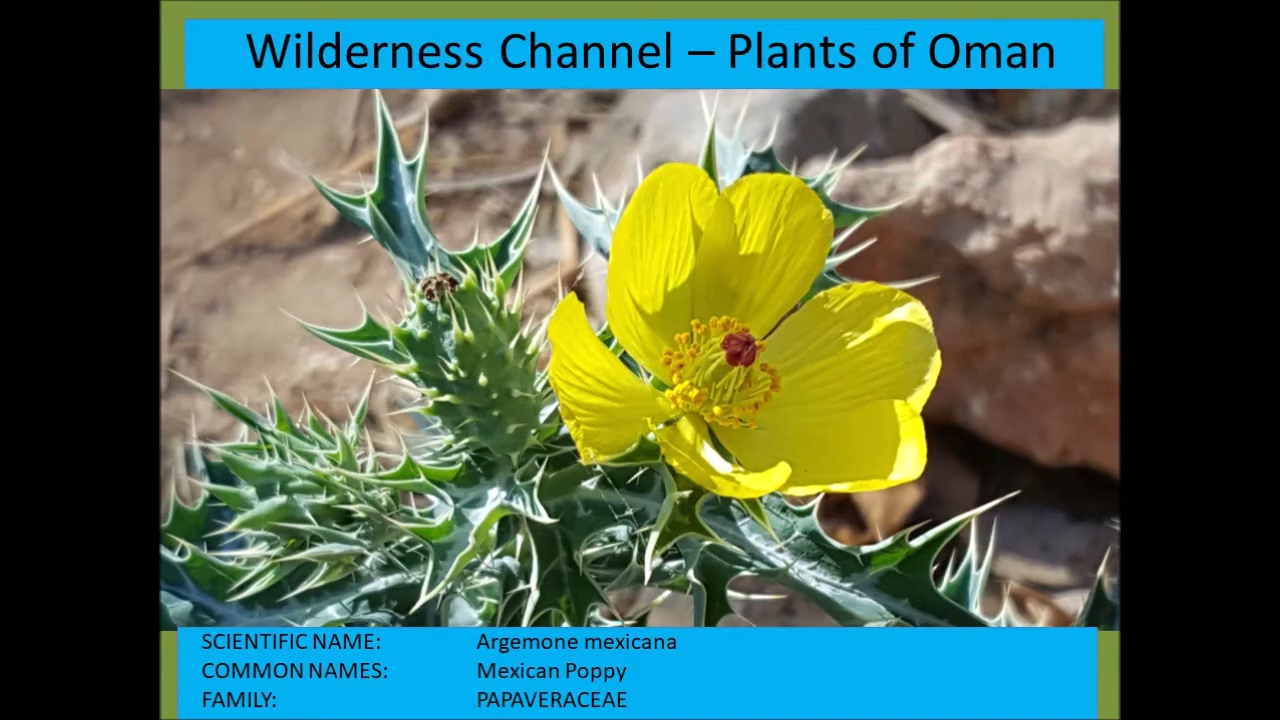 Wilderness Channel – Plants of Oman
SCIENTIFIC NAME: Argemone mexicana
COMMON NAMES: Mexican Poppy
FAMILY: PAPAVERACEAE